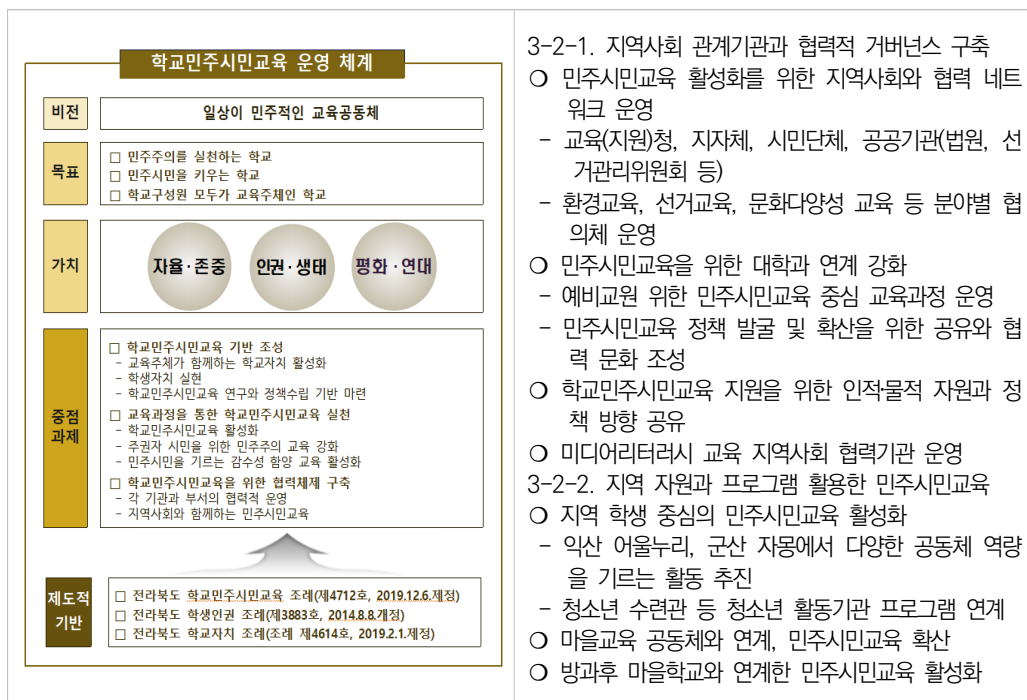 학교민주시민교육 운영 체계
비전
일상이 민주적인 교육공동체
목표
□ 민주주의를 실천하는 학교
□ 민주시민을 키우는 학교
□ 학교구성원 모두가 교육주체인 학교
가치
자율·존중
인권·생태
평화·연대
중점
과제
□ 학교민주시민교육 기반 조성
- 교육주체가 함께하는 학교자치 활성화
- 학생자치 실현
- 학교민주시민교육 연구와 정책수립 기반 마련
□ 교육과정을 통한 학교민주시민교육 실천
- 학교민주시민교육 활성화
- 주권자 시민을 위한 민주주의 교육 강화
- 민주시민을 기르는 감수성 함양 교육 활성화
□ 학교민주시민교육을 위한 협력체제 구축
- 각 기관과 부서의 협력적 운영
- 지역사회와 함께하는 민주시민교육
제도적
기반
□ 전라북도 학교민주시민교육 조례(제4712호, 2019.12.6.제정)
□ 전라북도 학생인권 조례(제3883호, 2014.8.8.개정)
□ 전라북도 학교자치 조례(조례 제4614호, 2019.2.1.제정)
3-2-1. 지역사회 관계기관과 협력적 거버넌스 구축
❍ 민주시민교육 활성화를 위한 지역사회와 협력 네트
워크 운영
- 교육(지원)청, 지자체, 시민단체, 공공기관(법원, 선
거관리위원회 등)
- 환경교육, 선거교육, 문화다양성 교육 등 분야별 협
의체 운영
❍ 민주시민교육을 위한 대학과 연계 강화
- 예비교원 위한 민주시민교육 중심 교육과정 운영
- 민주시민교육 정책 발굴 및 확산을 위한 공유와 협
력 문화 조성
❍ 학교민주시민교육 지원을 위한 인적·물적 자원과 정
책 방향 공유
❍ 미디어리터러시 교육 지역사회 협력기관 운영
3-2-2. 지역 자원과 프로그램 활용한 민주시민교육
❍ 지역 학생 중심의 민주시민교육 활성화
- 익산 어울누리, 군산 자몽에서 다양한 공동체 역량
을 기르는 활동 추진
- 청소년 수련관 등 청소년 활동기관 프로그램 연계
❍ 마을교육 공동체와 연계, 민주시민교육 확산
❍ 방과후 마을학교와 연계한 민주시민교육 활성화